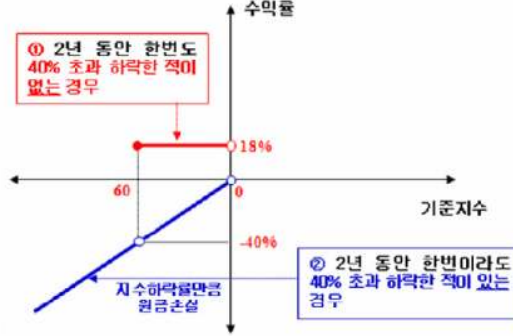 수익률
① 2년 동안 한번도
40% 초과 하락한 적이
없는 경우
18%
60
0
기준지수
-40%
지수하락률만큼
원금손실
② 2년 동안 한번이라도
40% 초과 하락한 적이 있는
경우